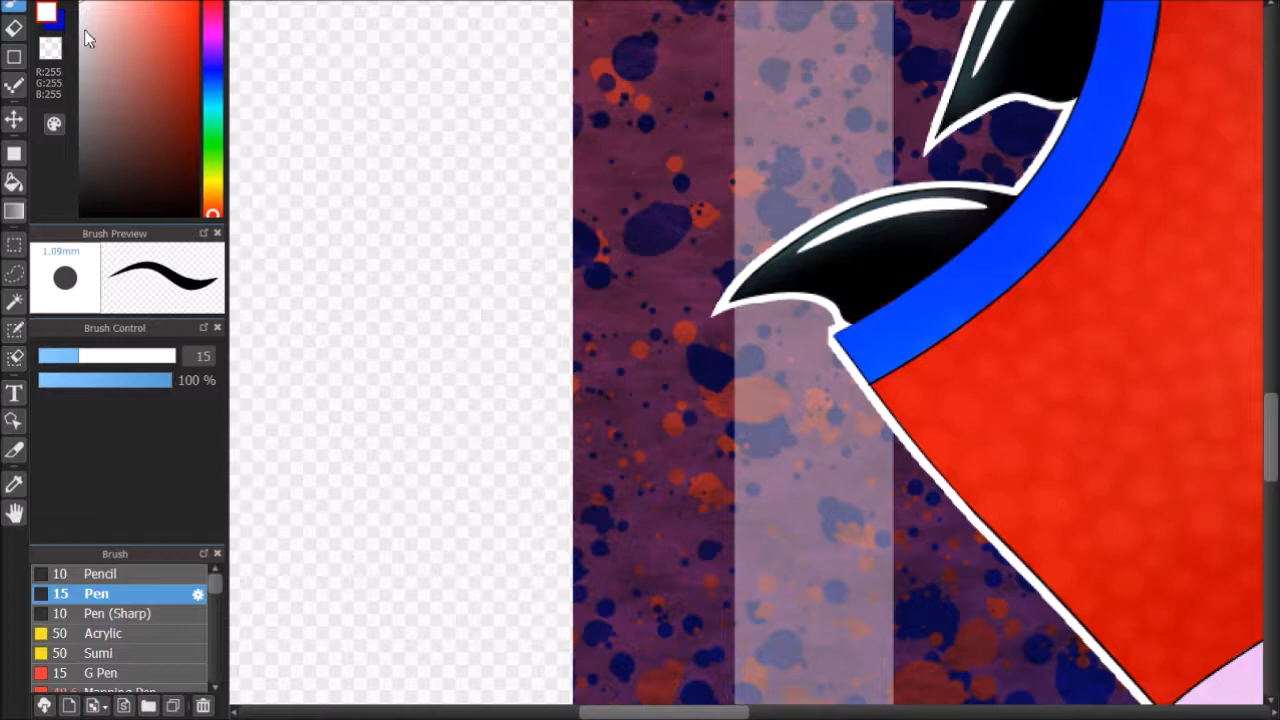 R:255
G:255
B:255
Brush Preview
1.09mm
Brush Control
15
100 %
T
Brush
10 Pencil
15 Pen
10 Pen (Sharp)
50 Acrylic
50 Sumi
15 G Pen
Mapping Pen